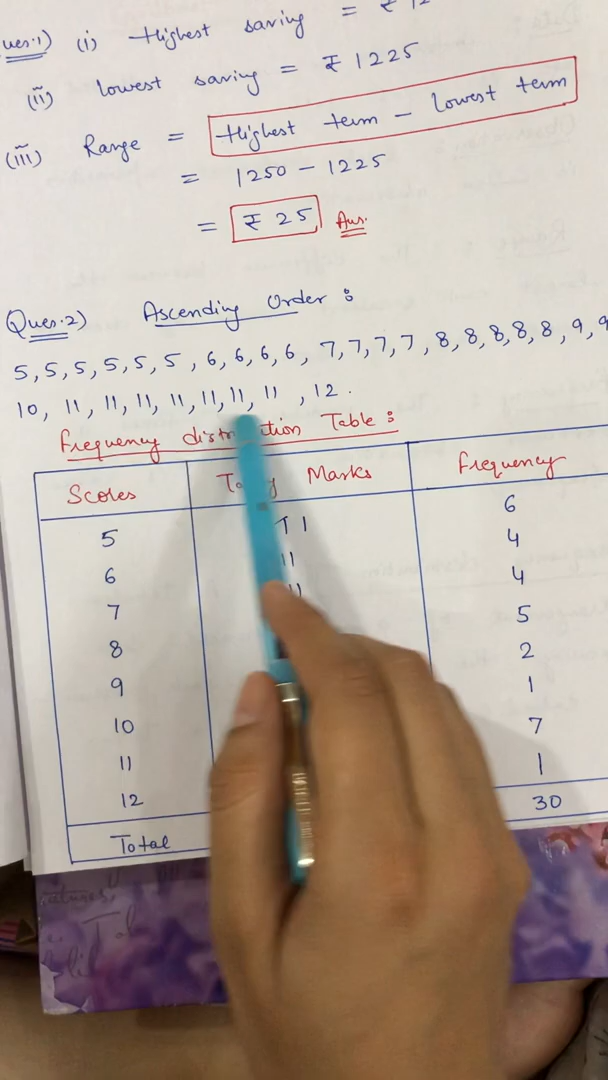 Ques.1) (i) Highest saving = ₹ 12
(ii) lowest saving = ₹ 1225
(iii) Range = Highest term - lowest term
= 1250 - 1225
= ₹ 25 Ans.
Ques.2) Ascending Order :
5, 5, 5, 5, 5, 5, 6, 6, 6, 6, 7, 7, 7, 7, 8, 8, 8, 8, 8, 9, 9
10, 11, 11, 11, 11, 11, 11, 11, 12.
Frequency distribution Table :
Scores Tally Marks Frequency
5 6
6 4
7 4
8 5
9 2
10 1
11 7
12 1
Total 30